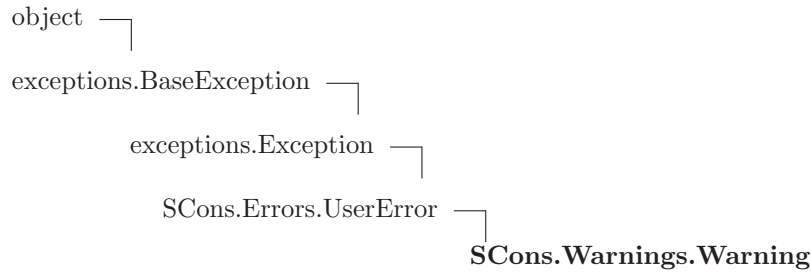 object
exceptions.BaseException
exceptions.Exception
SCons.Errors.UserError
SCons.Warnings.Warning